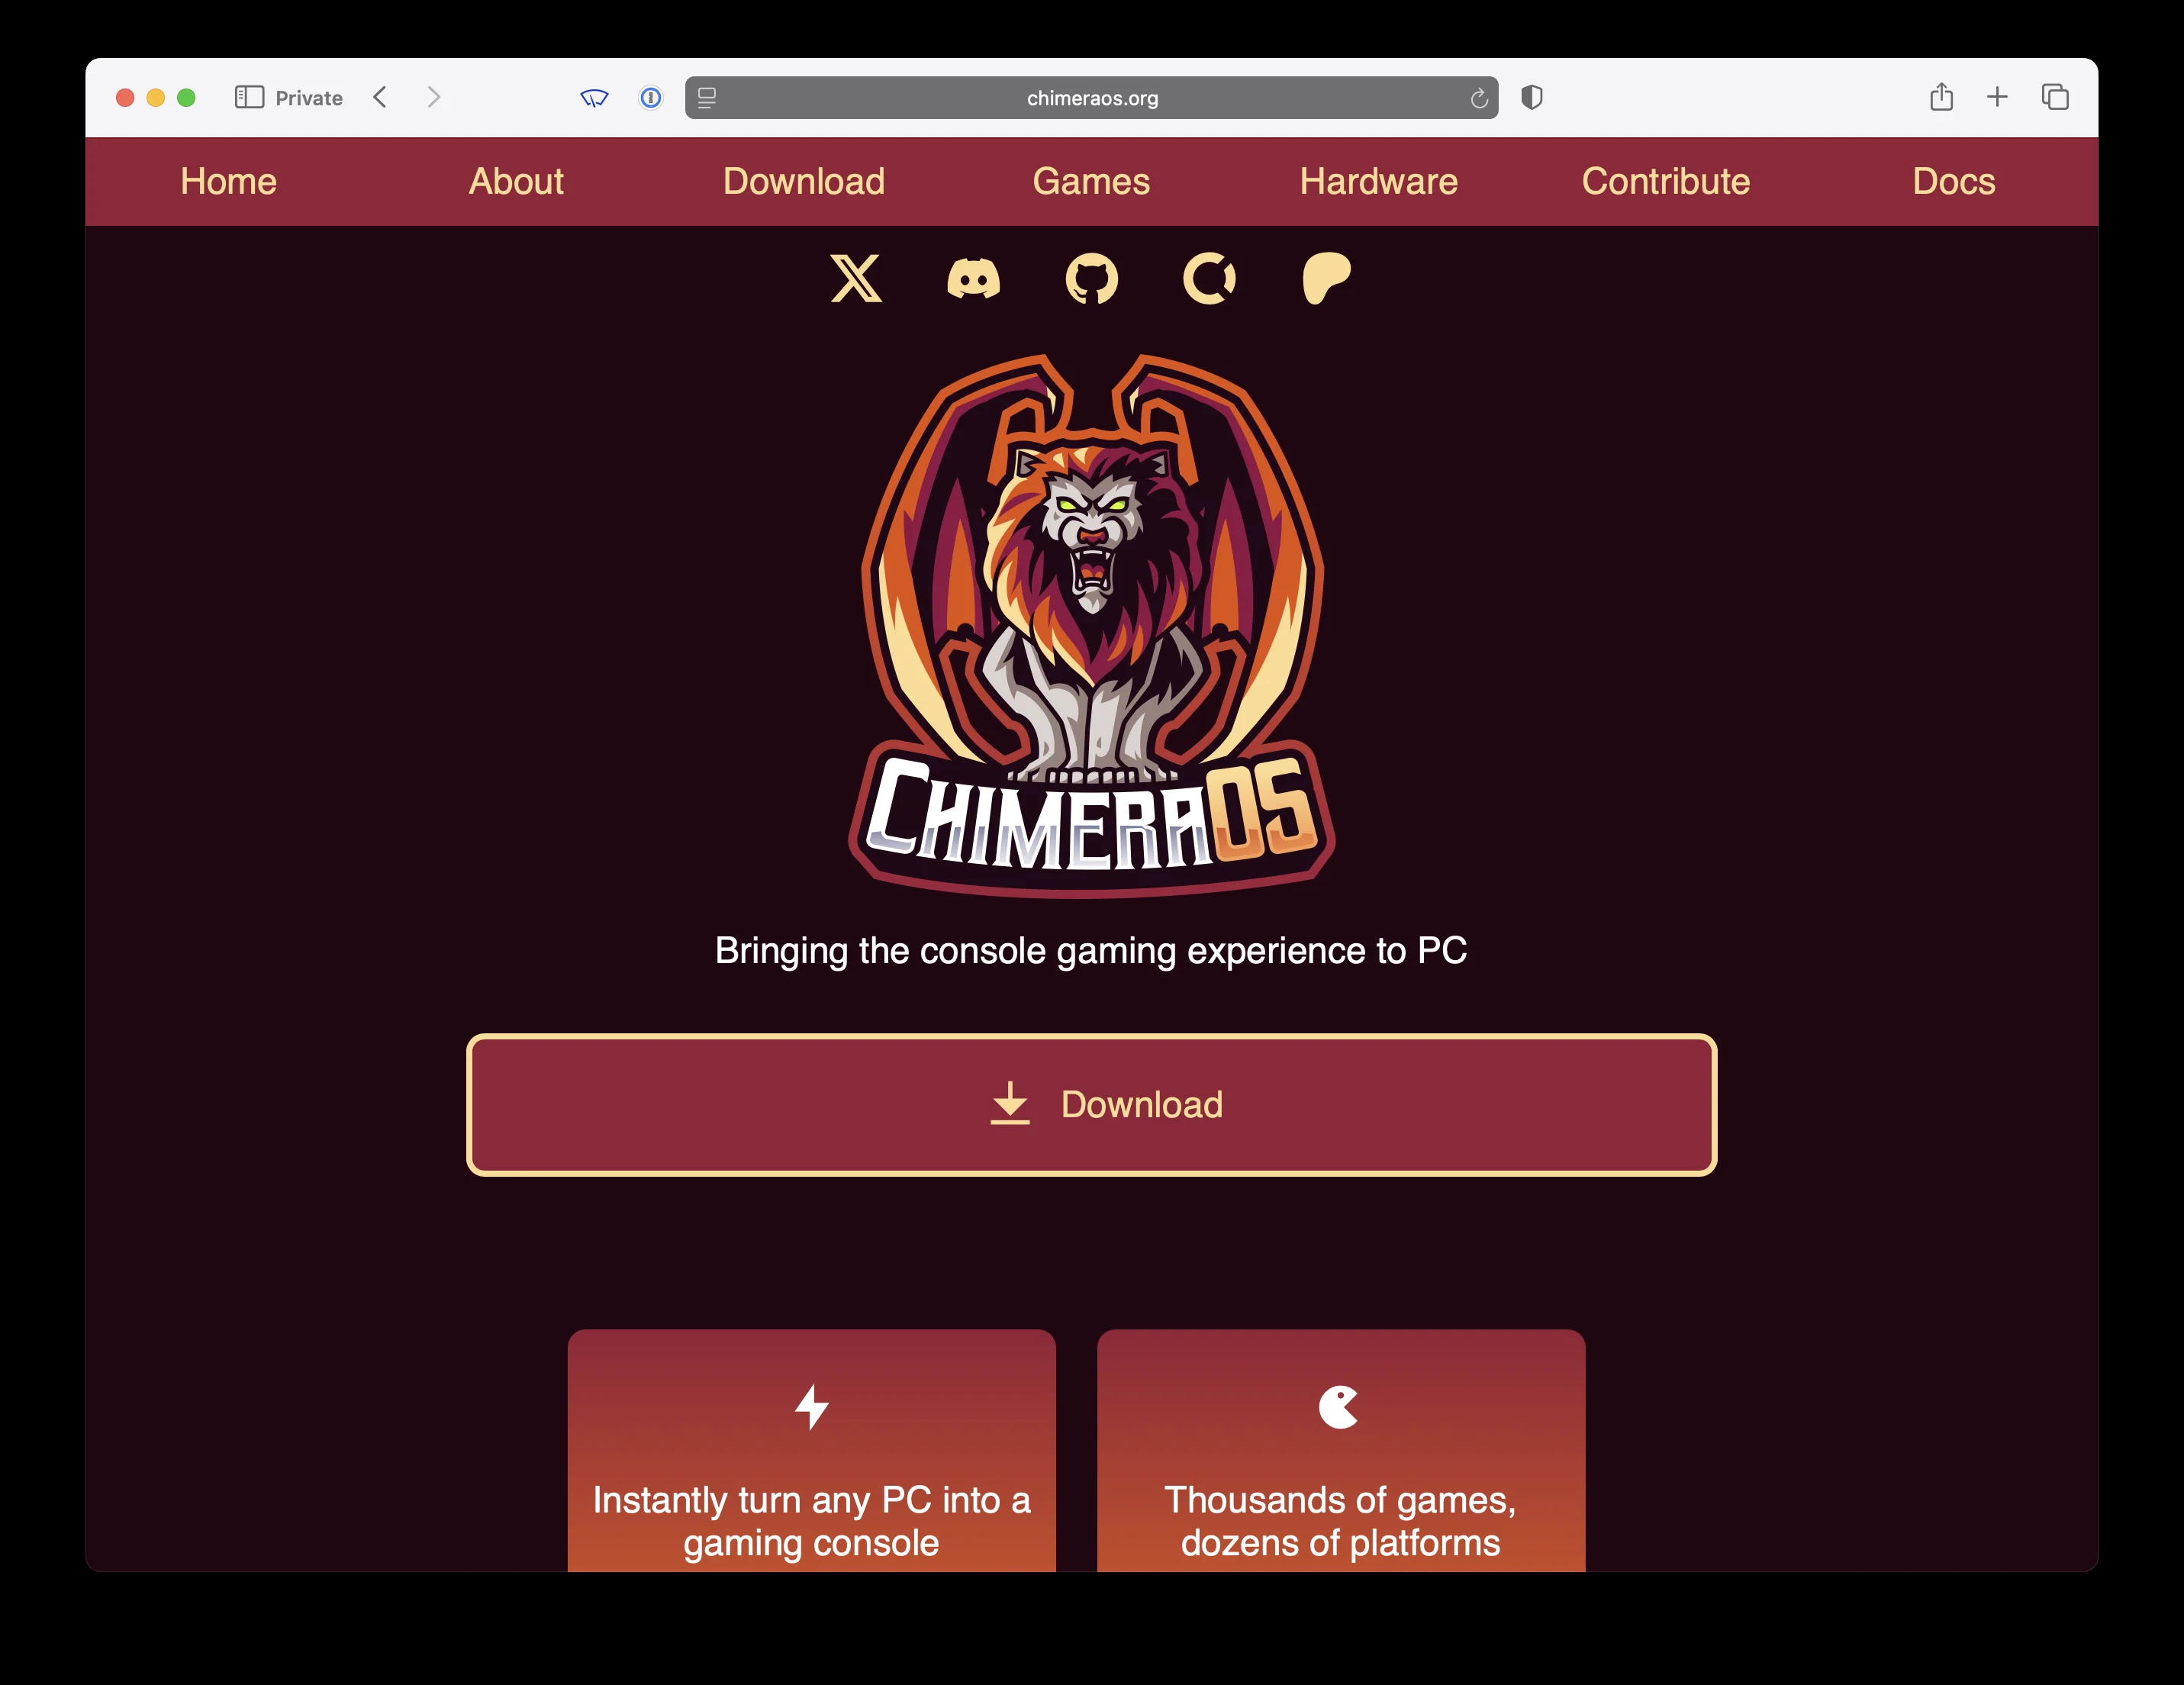 Private
chimeraos.org
Home About Download Games Hardware Contribute Docs
CHIMERAOS
Bringing the console gaming experience to PC
Download
Instantly turn any PC into a
gaming console
Thousands of games,
dozens of platforms